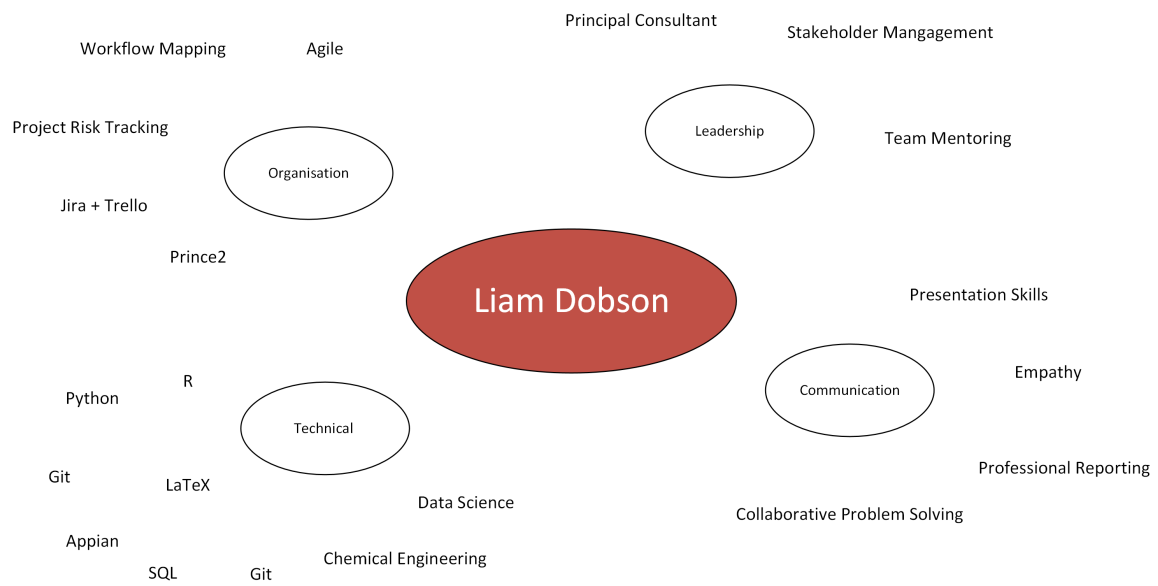 Principal Consultant
Stakeholder Mangagement
Workflow Mapping
Agile
Project Risk Tracking
Leadership
Team Mentoring
Organisation
Jira + Trello
Prince2
Liam Dobson
Presentation Skills
Empathy
R
Python
Communication
Technical
Git
LaTeX
Professional Reporting
Data Science
Collaborative Problem Solving
Appian
Chemical Engineering
SQL
Git